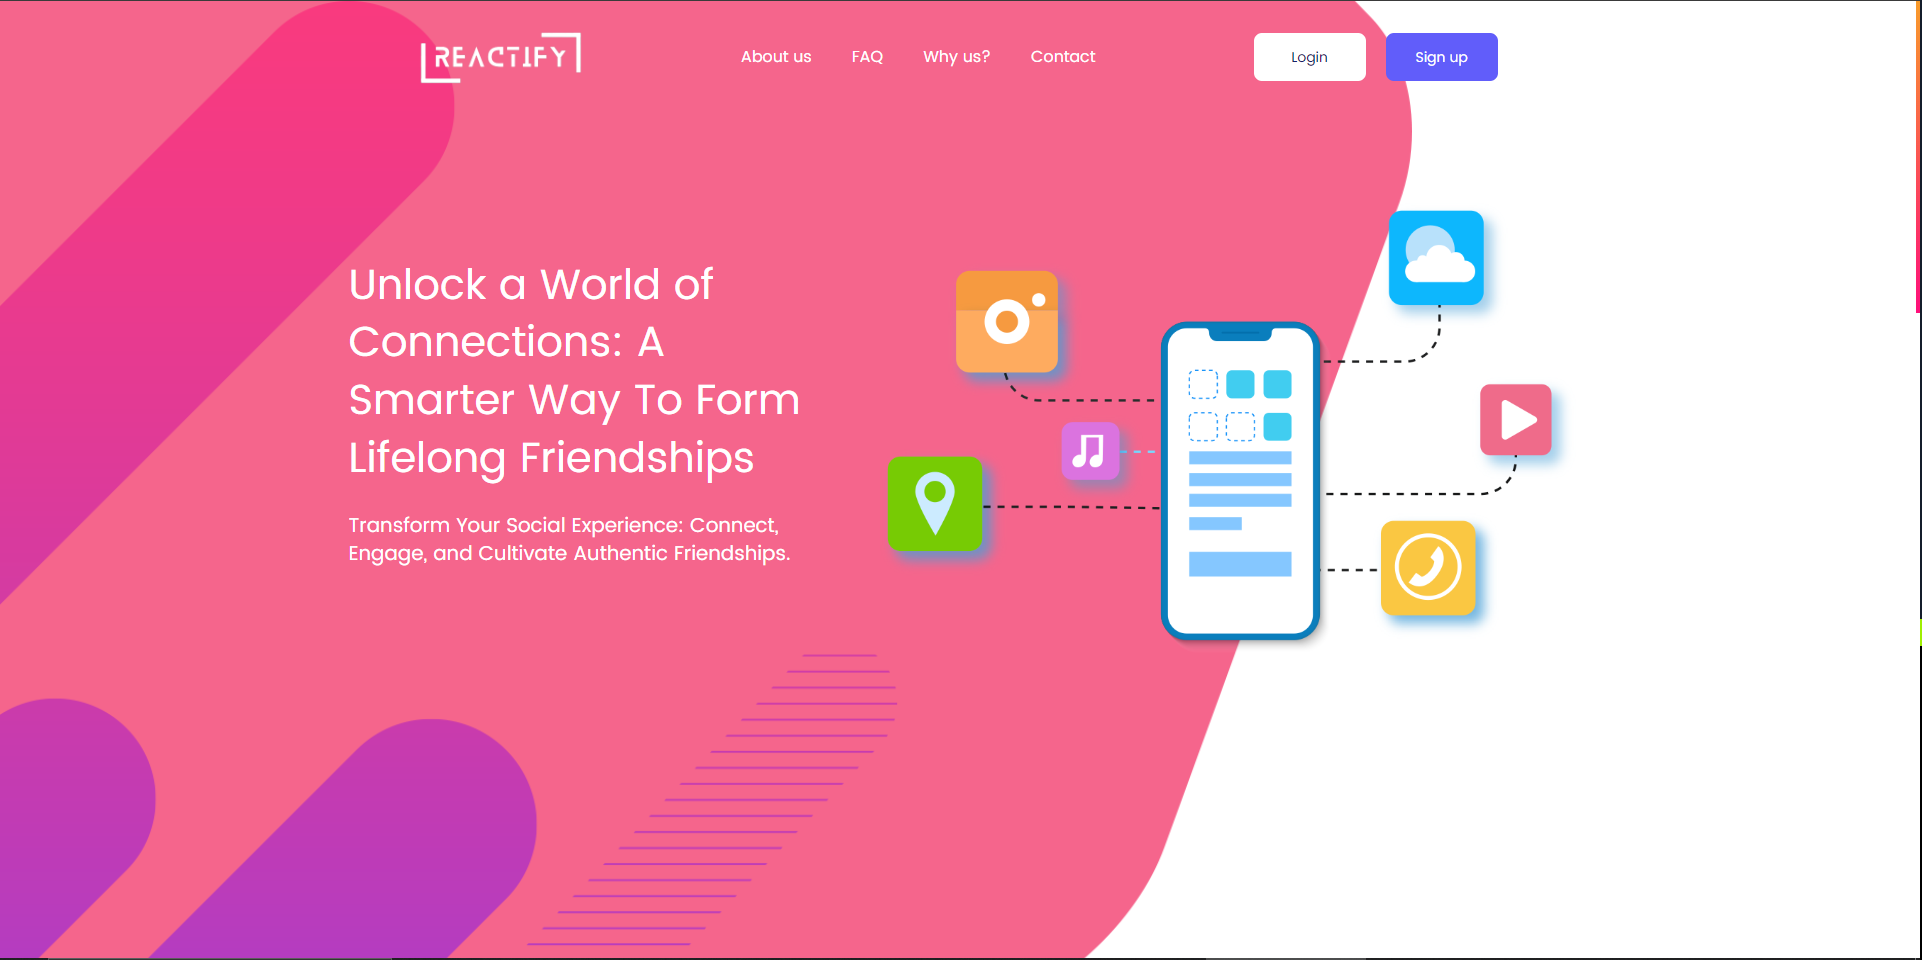 REACTIFY
About us
FAQ
Why us?
Contact
Login
Sign up
Unlock a World of
Connections: A
Smarter Way To Form
Lifelong Friendships
Transform Your Social Experience: Connect,
Engage, and Cultivate Authentic Friendships.